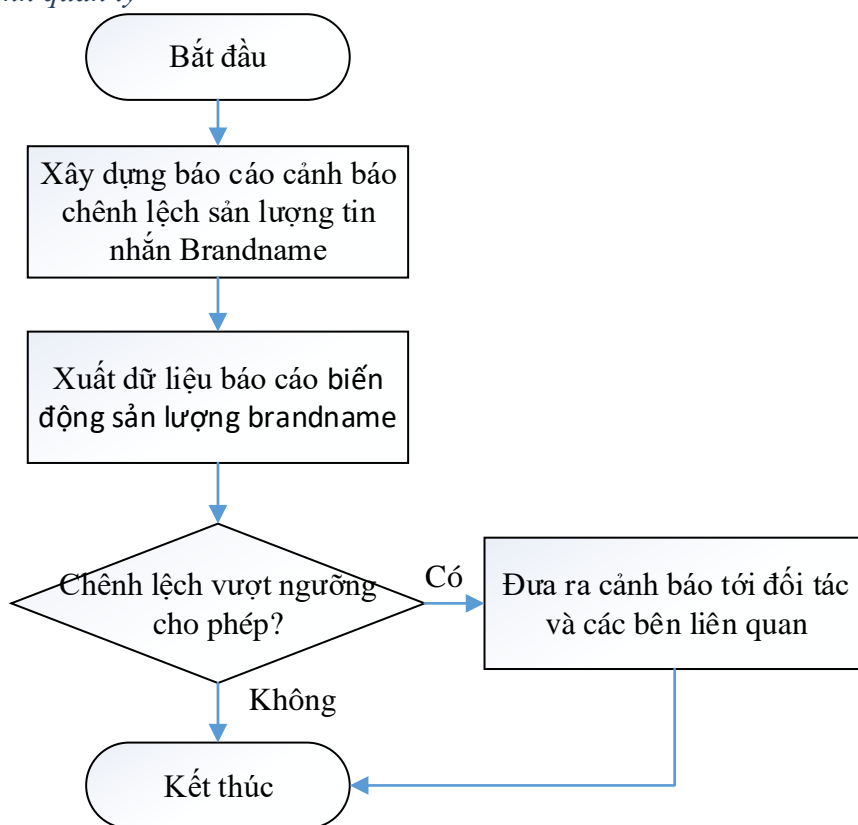 quản lý
Bắt đầu
Xây dựng báo cáo cảnh báo
chênh lệch sản lượng tin
nhắn Brandname
Xuất dữ liệu báo cáo biến
động sản lượng brandname
Chênh lệch vượt ngưỡng
cho phép?
Có
Đưa ra cảnh báo tới đối tác
và các bên liên quan
Không
Kết thúc